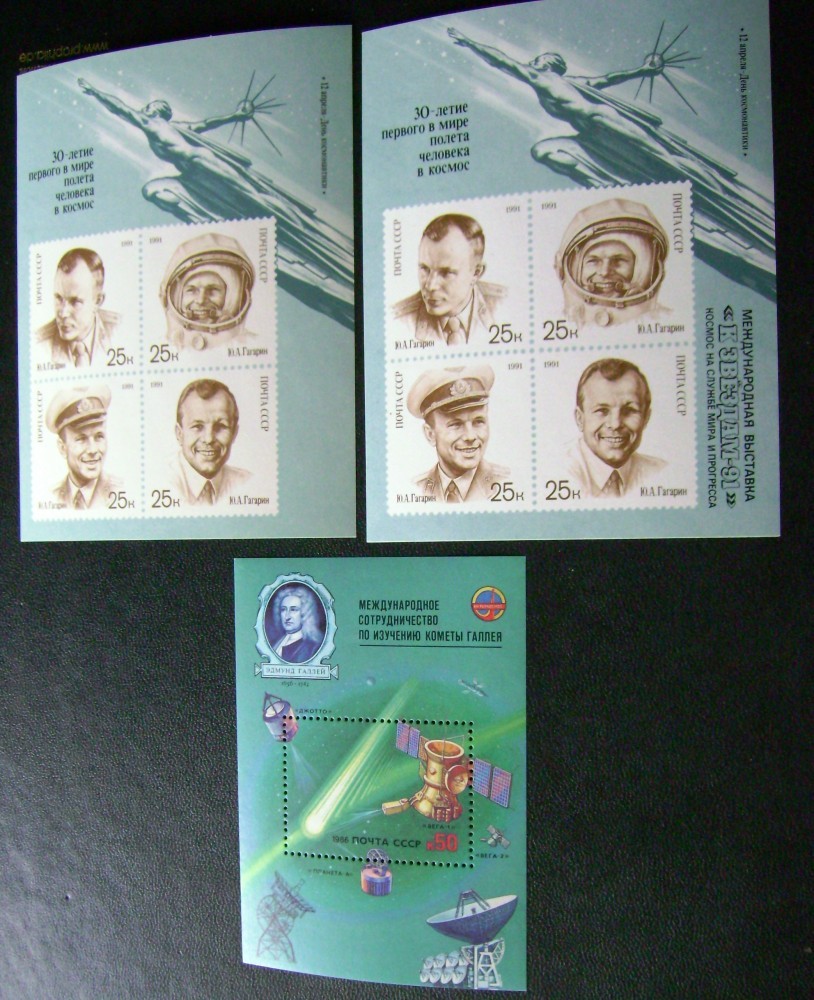 30-летие
первого в мире
полета
человека
в космос
• 12 апреля - День космонавтики •
ПОЧТА СССР
1991
25к
1991
25к
Ю.А.Гагарин
ПОЧТА СССР
ПОЧТА СССР
1991
25к
1991
25к
Ю.А.Гагарин
ПОЧТА СССР
30-летие
первого в мире
полета
человека
в космос
• 12 апреля - День космонавтики •
ПОЧТА СССР
1991
Ю.А.Гагарин
25к
1991
25к
Ю.А.Гагарин
ПОЧТА СССР
ПОЧТА СССР
1991
Ю.А.Гагарин
25к
1991
25к
Ю.А.Гагарин
ПОЧТА СССР
МЕЖДУНАРОДНАЯ ВЫСТАВКА
«К ЗВЁЗДАМ-91»
КОСМОС НА СЛУЖБЕ МИРА И ПРОГРЕССА
ЭДМУНД ГАЛЛЕЙ
МЕЖДУНАРОДНОЕ
СОТРУДНИЧЕСТВО
ПО ИЗУЧЕНИЮ КОМЕТЫ ГАЛЛЕЯ
«ДЖОТТО»
«ВЕГА-1»
1986 ПОЧТА СССР к50
«ВЕГА-2»
«ПЛАНЕТА-А»